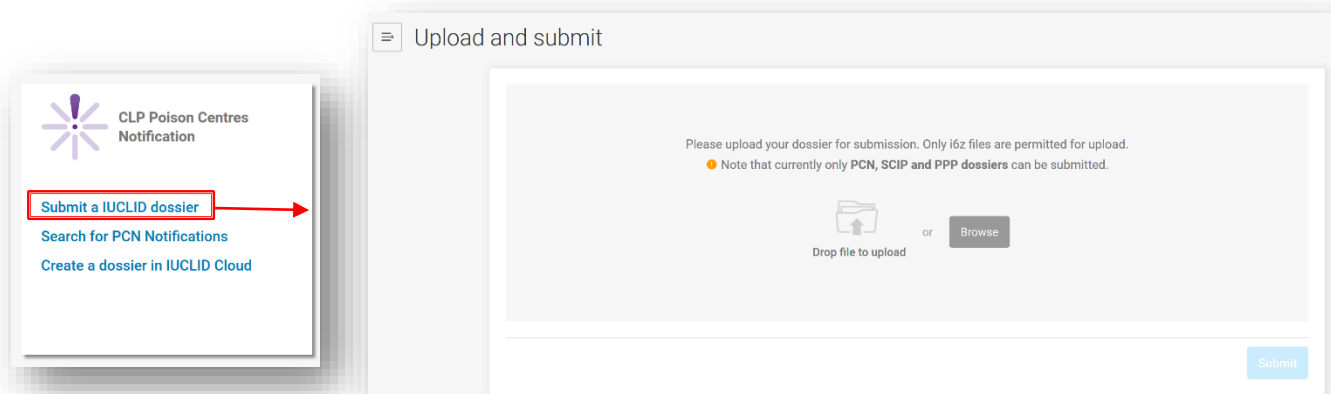 CLP Poison Centres
Notification
Submit a IUCLID dossier
Search for PCN Notifications
Create a dossier in IUCLID Cloud
Upload and submit
Please upload your dossier for submission. Only i6z files are permitted for upload.
Note that currently only PCN, SCIP and PPP dossiers can be submitted.
Drop file to upload
or
Browse
Submit